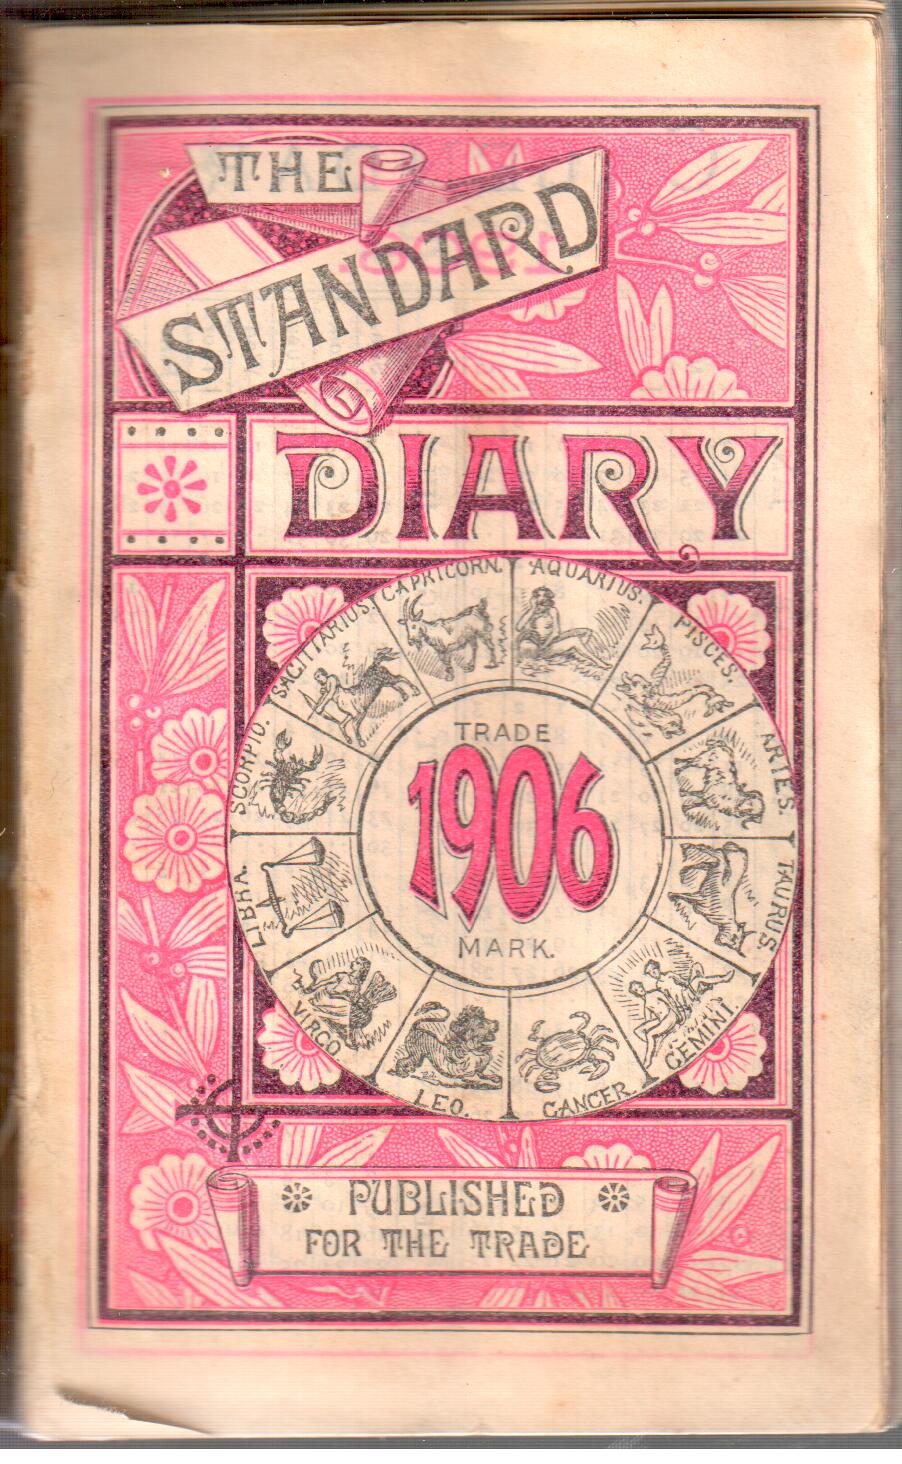 THE
STANDARD
DIARY
CAPRICORN.
AQUARIUS.
PISCES.
ARIES.
TAURUS.
GEMINI.
CANCER
LEO.
VIRGO
LIBRA.
SCORPIO.
SAGITTARIUS.
TRADE
1906
MARK.
PUBLISHED
FOR THE TRADE